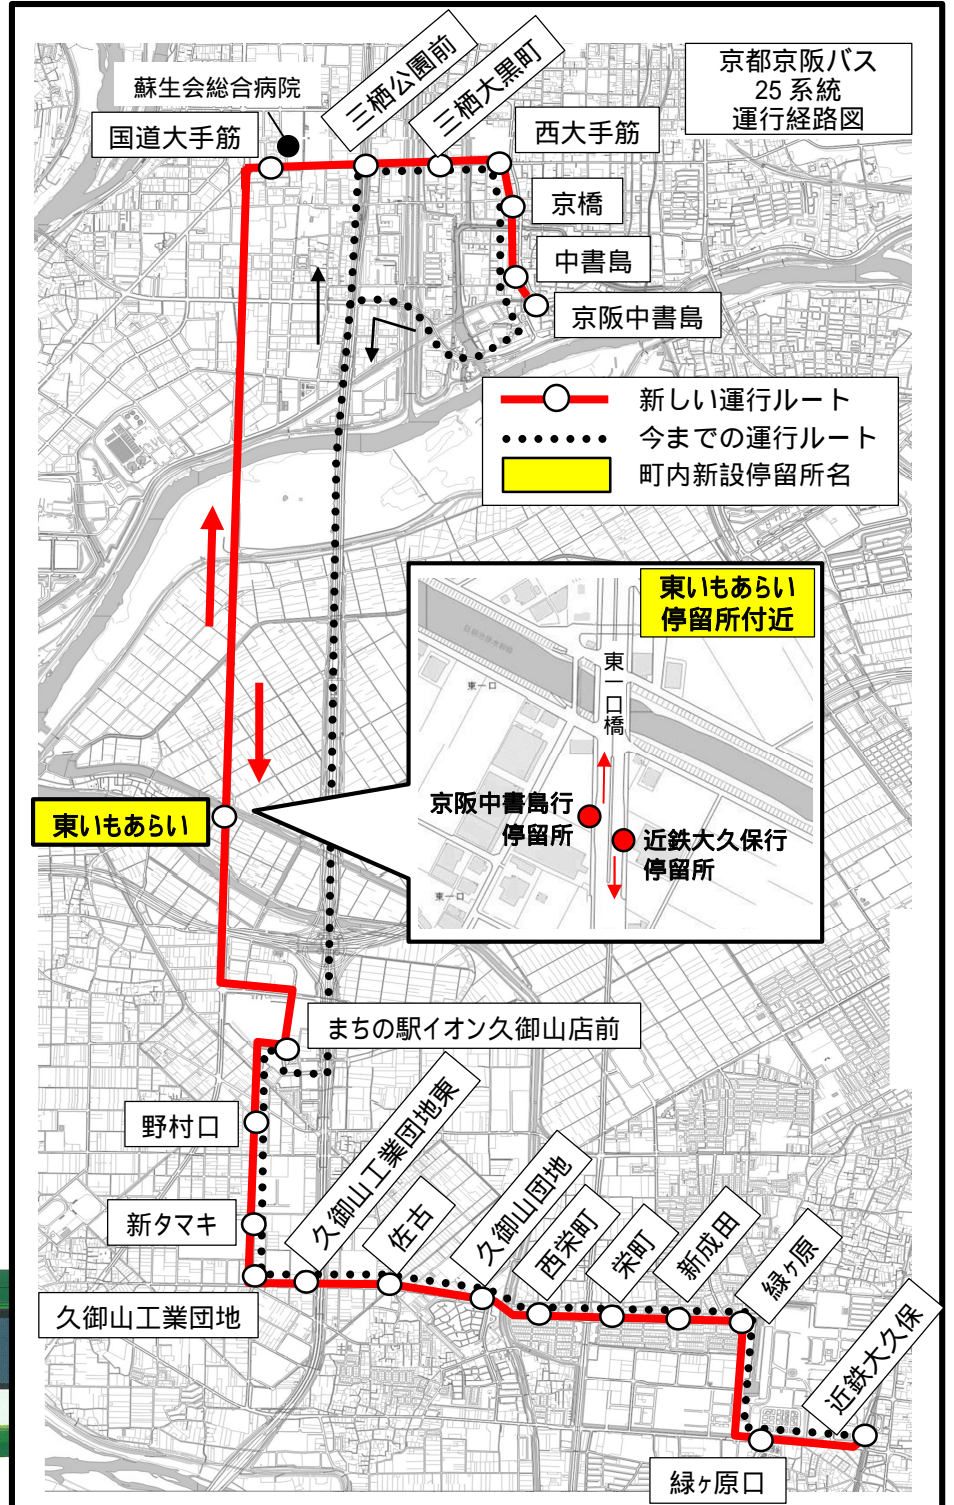 京都京阪バス
25 系統
運行経路図
蘇生会総合病院
国道大手筋
三栖公園前
三栖大黒町
西大手筋
京橋
中書島
京阪中書島
新しい運行ルート
今までの運行ルート
町内新設停留所名
東いもあらい
停留所付近
東一口
東一口橋
京阪中書島行
停留所
近鉄大久保行
停留所
東一口
東いもあらい
まちの駅イオン久御山店前
野村口
新タマキ
久御山工業団地
久御山工業団地東
佐古
久御山団地
西栄町
栄町
新成田
緑ヶ原
近鉄大久保
緑ヶ原口